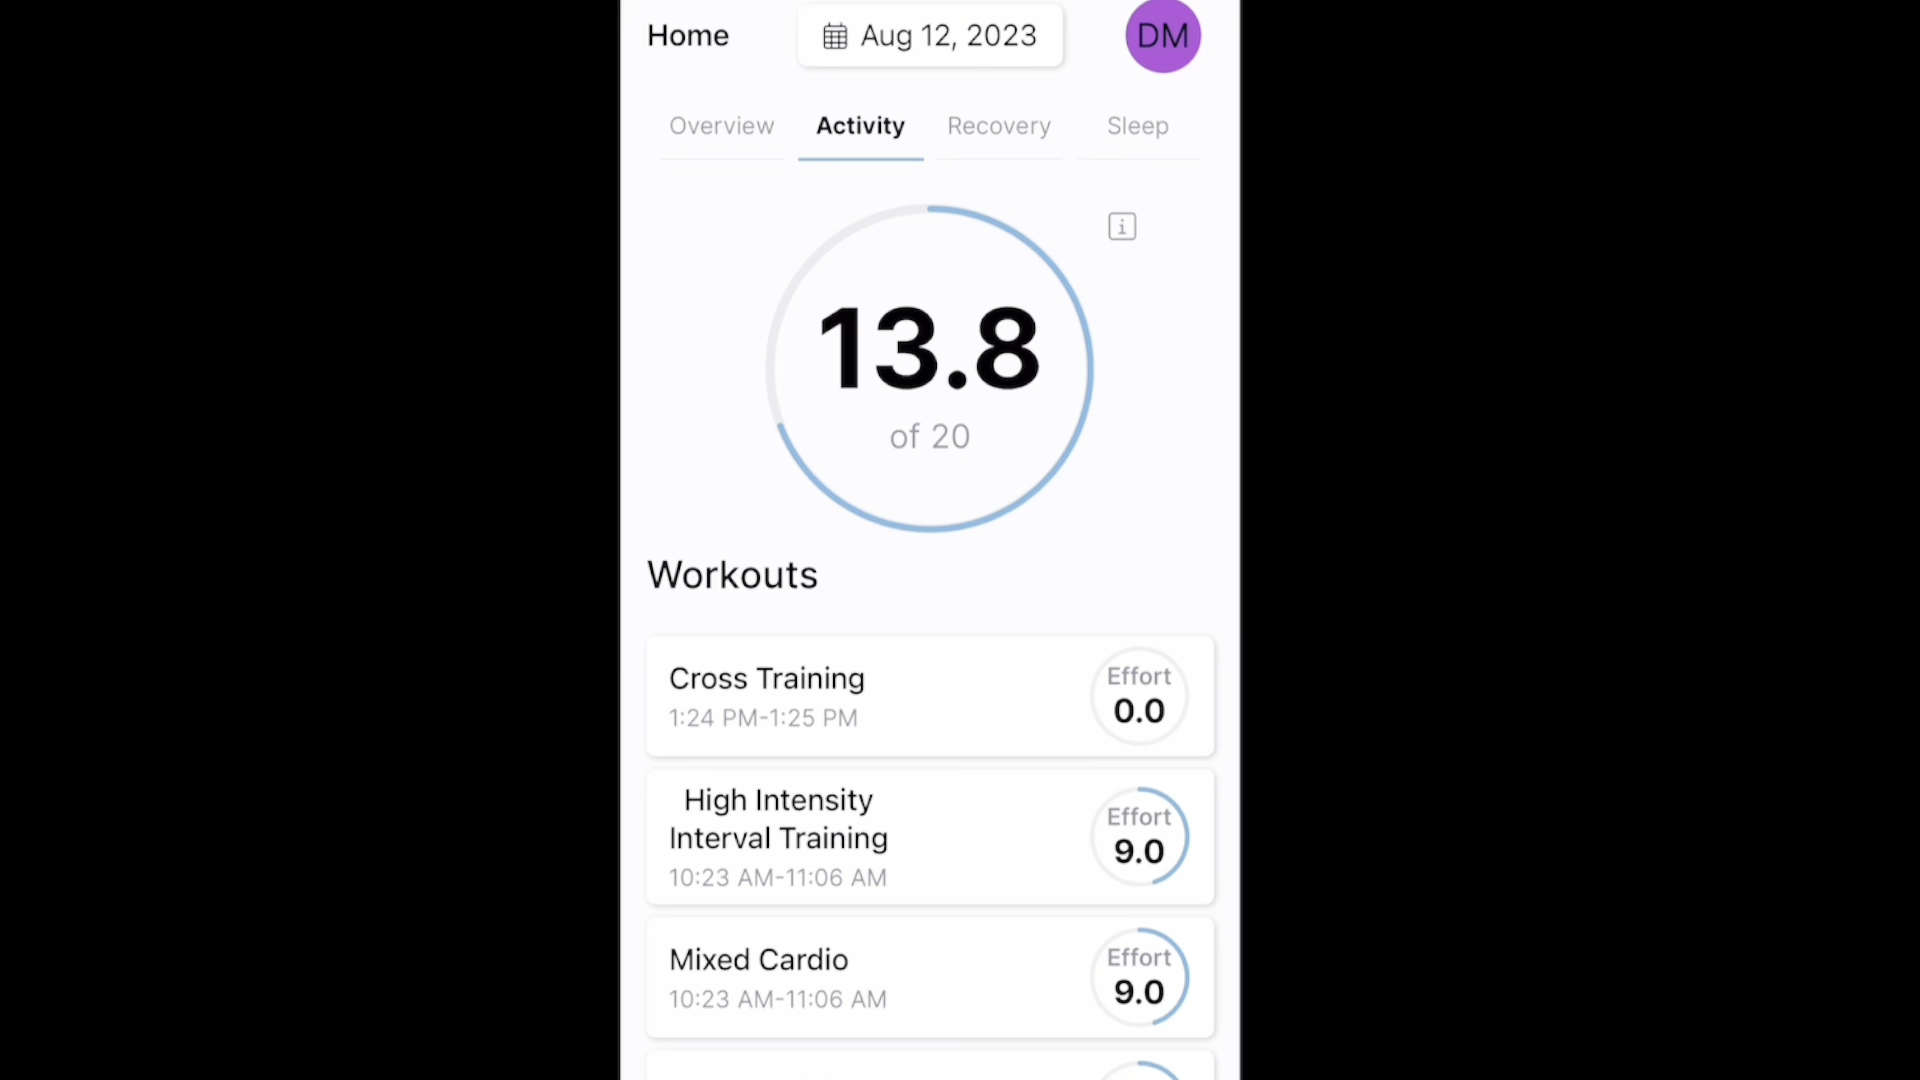 Home
Aug 12, 2023
DM
Overview
Activity
Recovery
Sleep
i
13.8
of 20
Workouts
Cross Training
1:24 PM-1:25 PM
Effort
0.0
High Intensity
Interval Training
10:23 AM-11:06 AM
Effort
9.0
Mixed Cardio
10:23 AM-11:06 AM
Effort
9.0